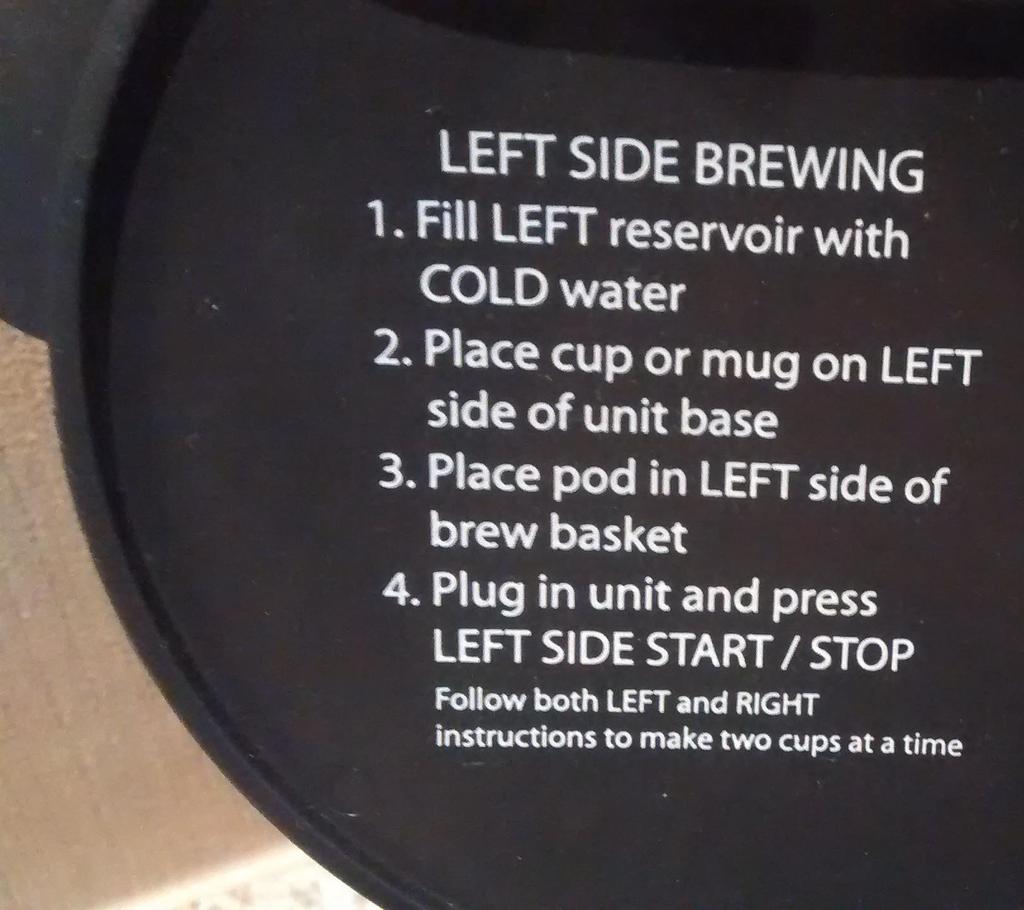 LEFT SIDE BREWING
1. Fill LEFT reservoir with
COLD water
2. Place cup or mug on LEFT
side of unit base
3. Place pod in LEFT side of
brew basket
4. Plug in unit and press
LEFT SIDE START / STOP
Follow both LEFT and RIGHT
instructions to make two cups at a time